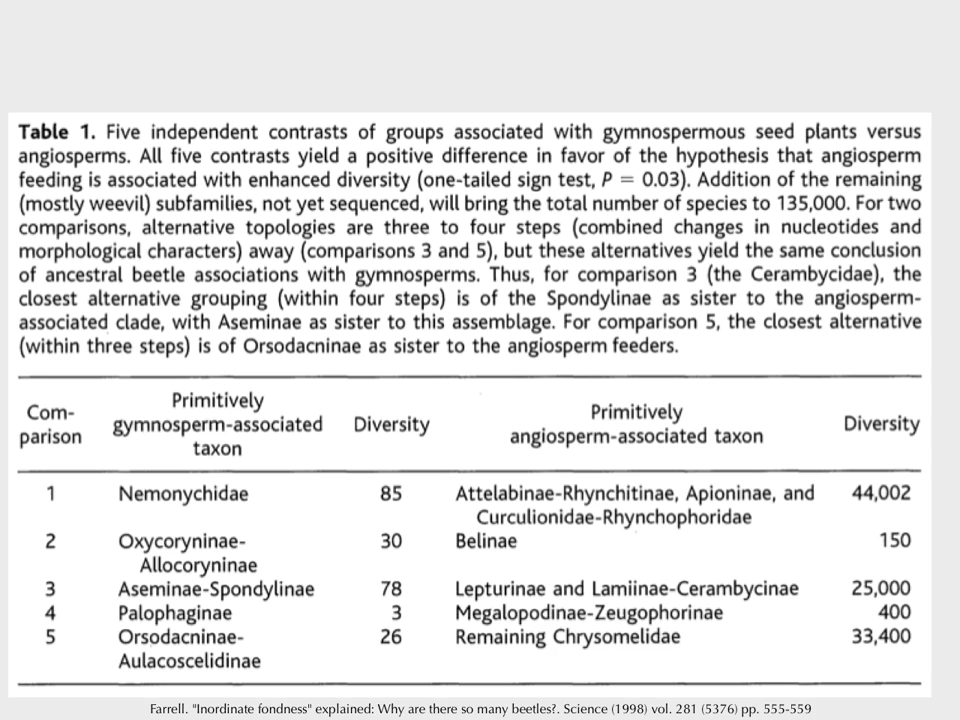 Table 1. Five independent contrasts of groups associated with gymnospermous seed plants versus
angiosperms. All five contrasts yield a positive difference in favor of the hypothesis that angiosperm
feeding is associated with enhanced diversity (one-tailed sign test, P = 0.03). Addition of the remaining
(mostly weevil) subfamilies, not yet sequenced, will bring the total number of species to 135,000. For two
comparisons, alternative topologies are three to four steps (combined changes in nucleotides and
morphological characters) away (comparisons 3 and 5), but these alternatives yield the same conclusion
of ancestral beetle associations with gymnosperms. Thus, for comparison 3 (the Cerambycidae), the
closest alternative grouping (within four steps) is of the Spondylinae as sister to the angiosperm-
associated clade, with Aseminae as sister to this assemblage. For comparison 5, the closest alternative
(within three steps) is of Orsodacninae as sister to the angiosperm feeders.
Com-
parison
Primitively
gymnosperm-associated
taxon
Diversity
Primitively
angiosperm-associated taxon
Diversity
1 Nemonychidae 85 Attelabinae-Rhynchitinae, Apioninae, and 44,002
Curculionidae-Rhynchophoridae
2 Oxycoryninae- 30 Belinae 150
Allocoryninae
3 Aseminae-Spondylinae 78 Lepturinae and Lamiinae-Cerambycinae 25,000
4 Palophaginae 3 Megalopodinae-Zeugophorinae 400
5 Orsodacninae- 26 Remaining Chrysomelidae 33,400
Aulacoscelidinae
Farrell. "Inordinate fondness" explained: Why are there so many beetles?. Science (1998) vol. 281 (5376) pp. 555-559